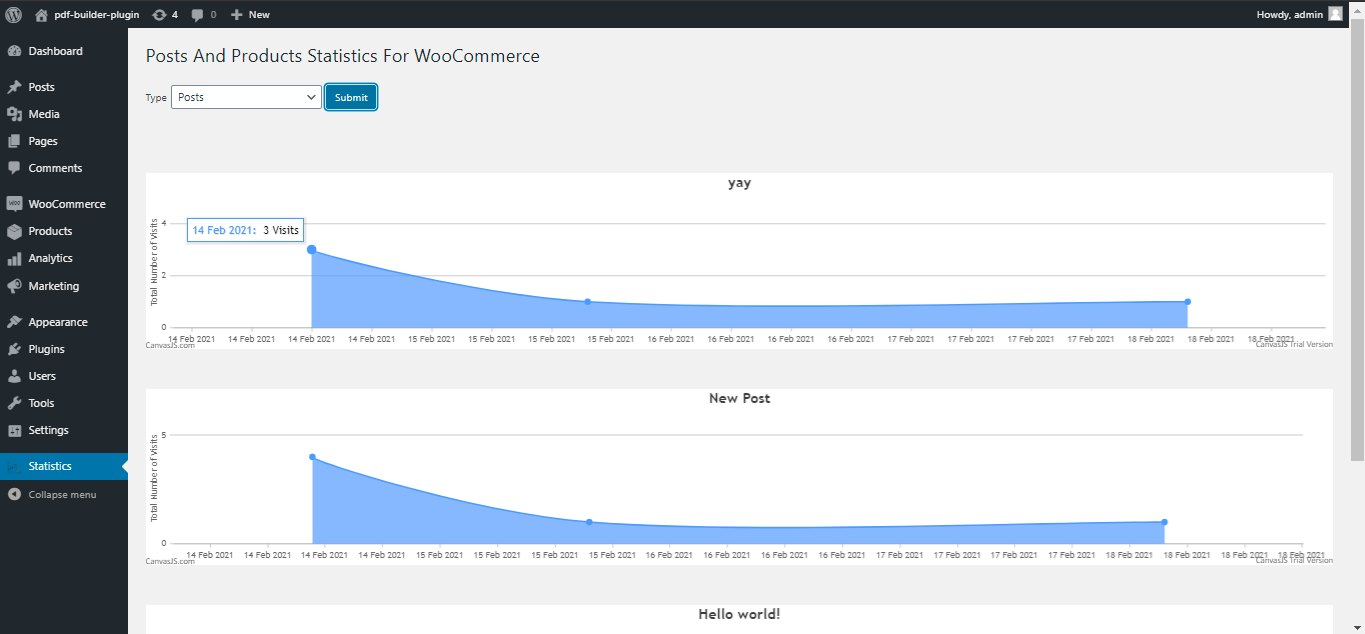 pdf-builder-plugin 4 0 New Howdy, admin
Dashboard
Posts
Media
Pages
Comments
WooCommerce
Products
Analytics
Marketing
Appearance
Plugins
Users
Tools
Settings
Statistics
Collapse menu
Posts And Products Statistics For WooCommerce
Type Posts Submit
yay
Total Number of Visits
4
2
0
14 Feb 2021: 3 Visits
14 Feb 2021 14 Feb 2021 14 Feb 2021 14 Feb 2021 15 Feb 2021 15 Feb 2021 15 Feb 2021 15 Feb 2021 16 Feb 2021 16 Feb 2021 16 Feb 2021 16 Feb 2021 17 Feb 2021 17 Feb 2021 17 Feb 2021 17 Feb 2021 18 Feb 2021 18 Feb 2021 18 Feb 2021
CanvasJS.com CanvasJS Trial Version
New Post
Total Number of Visits
5
0
14 Feb 2021 14 Feb 2021 14 Feb 2021 14 Feb 2021 15 Feb 2021 15 Feb 2021 15 Feb 2021 15 Feb 2021 16 Feb 2021 16 Feb 2021 16 Feb 2021 16 Feb 2021 17 Feb 2021 17 Feb 2021 17 Feb 2021 17 Feb 2021 18 Feb 2021 18 Feb 2021 18 Feb 2021 18 Feb 2021
CanvasJS.com CanvasJS Trial Version
Hello world!